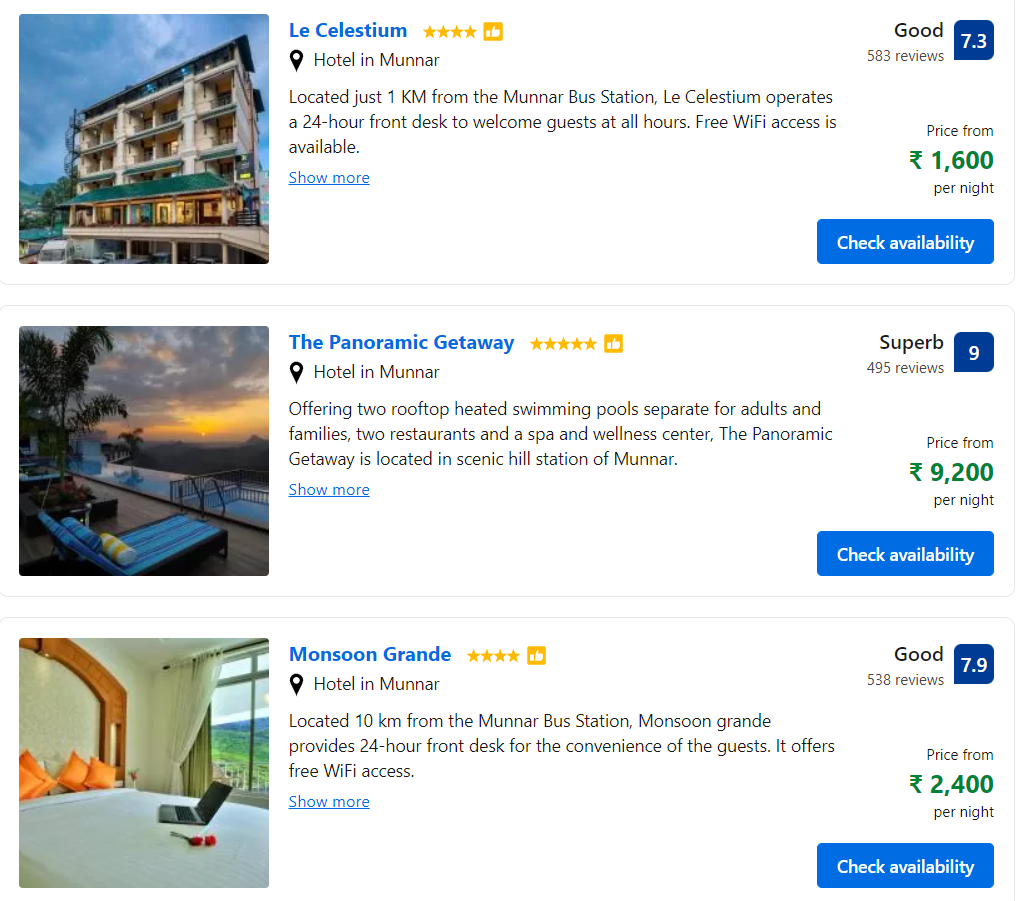 Le Celestium
Good
583 reviews
7.3
Hotel in Munnar
Located just 1 KM from the Munnar Bus Station, Le Celestium operates
a 24-hour front desk to welcome guests at all hours. Free WiFi access is
available.
Show more
Price from
₹ 1,600
per night
Check availability
The Panoramic Getaway
Superb
495 reviews
9
Hotel in Munnar
Offering two rooftop heated swimming pools separate for adults and
families, two restaurants and a spa and wellness center, The Panoramic
Getaway is located in scenic hill station of Munnar.
Show more
Price from
₹ 9,200
per night
Check availability
Monsoon Grande
Good
538 reviews
7.9
Hotel in Munnar
Located 10 km from the Munnar Bus Station, Monsoon grande
provides 24-hour front desk for the convenience of the guests. It offers
free WiFi access.
Show more
Price from
₹ 2,400
per night
Check availability